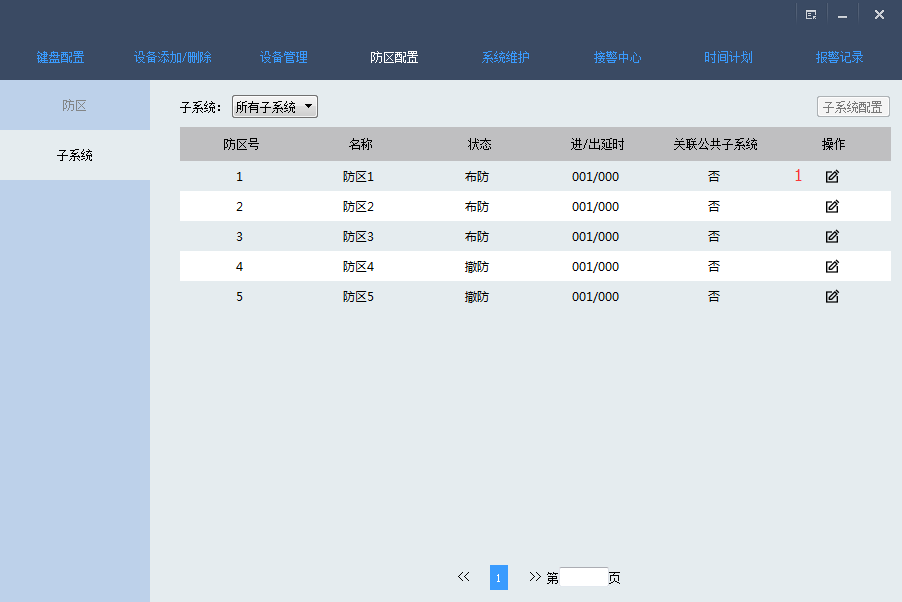 键盘配置 设备添加/删除 设备管理 防区配置 系统维护 接警中心 时间计划 报警记录
防区
子系统
子系统： 所有子系统 子系统配置
防区号 名称 状态 进/出延时 关联公共子系统 操作
1 防区1 布防 001/000 否 1
2 防区2 布防 001/000 否
3 防区3 布防 001/000 否
4 防区4 撤防 001/000 否
5 防区5 撤防 001/000 否
<< 1 >> 第 页